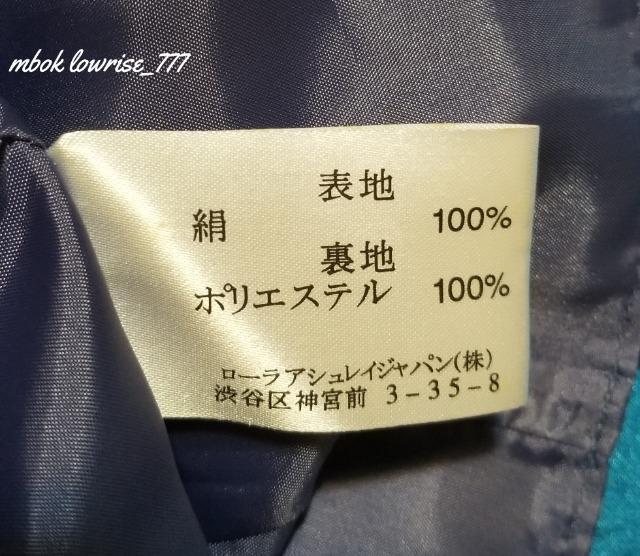 mbok lowrise_777
表地
絹 100%
裏地
ポリエステル 100%
ローラアシュレイジャパン(株)
渋谷区神宮前 3-35-8